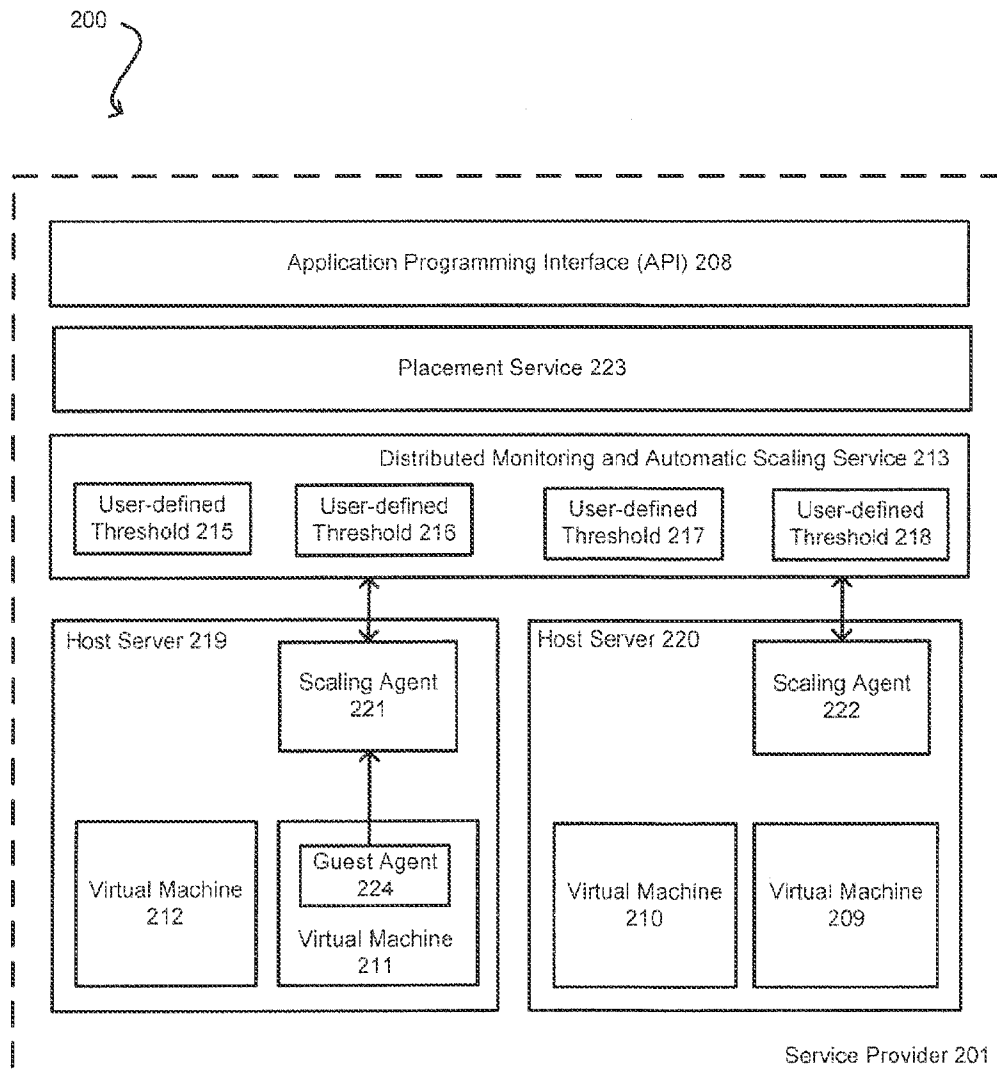 200
Application Programming Interface (API) 208
Placement Service 223
Distributed Monitoring and Automatic Scaling Service 213
User-defined
Threshold 215
User-defined
Threshold 216
User-defined
Threshold 217
User-defined
Threshold 218
Host Server 219
Scaling Agent
221
Virtual Machine
212
Guest Agent
224
Virtual Machine
211
Host Server 220
Scaling Agent
222
Virtual Machine
210
Virtual Machine
209
Service Provider 201